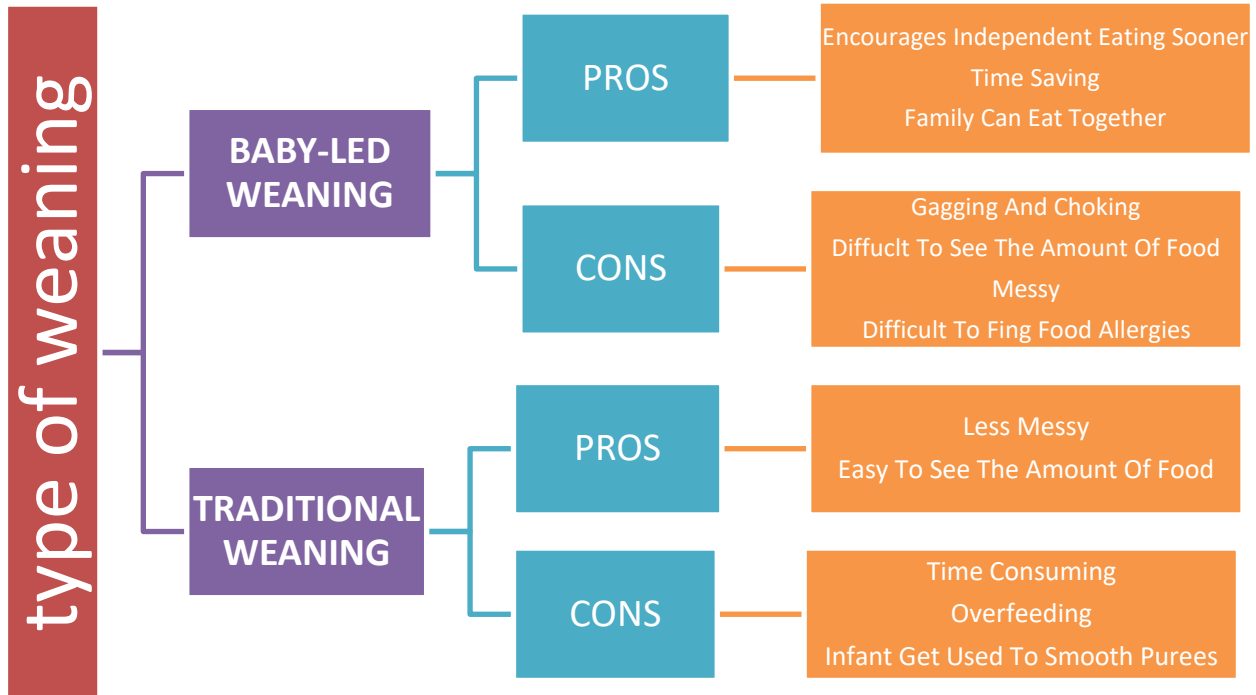 type of weaning
BABY-LED
WEANING
PROS
Encourages Independent Eating Sooner
Time Saving
Family Can Eat Together
CONS
Gagging And Choking
Diffuclt To See The Amount Of Food
Messy
Difficult To Fing Food Allergies
TRADITIONAL
WEANING
PROS
Less Messy
Easy To See The Amount Of Food
CONS
Time Consuming
Overfeeding
Infant Get Used To Smooth Purees